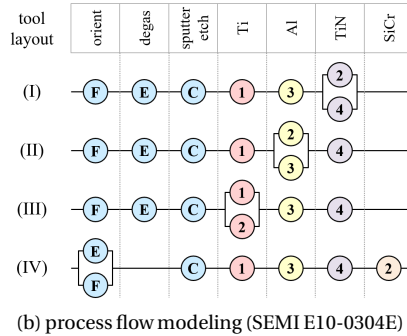 tool layout
orient
degas
sputter etch
Ti
Al
TiN
SiCr
(I) F E C 1 3 2 4
(II) F E C 1 2 3 4
(III) F E C 1 2 3 4
(IV) E F C 1 3 4 2
(b) process flow modeling (SEMI E10-0304E)